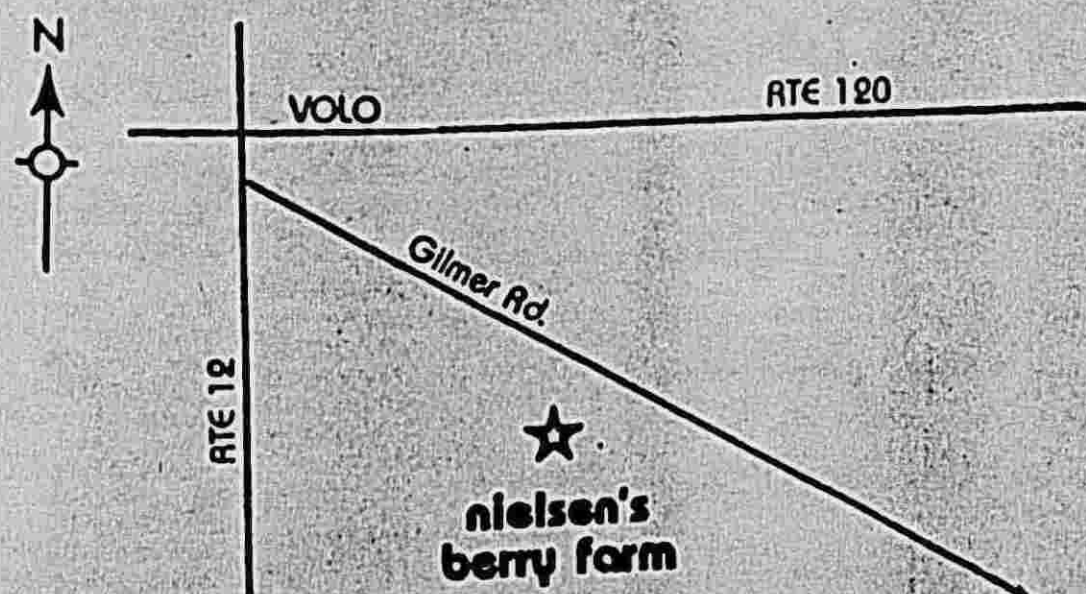 N
VOLO
RTE 120
Gilmer Rd.
RTE 12
nielsen's
berry farm